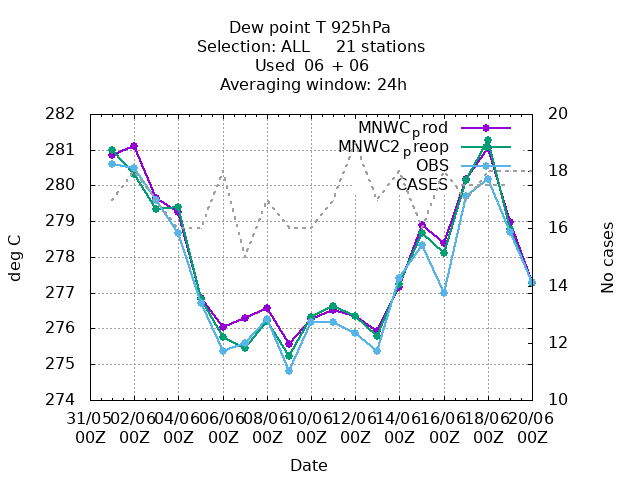 Dew point T 925hPa
Selection: ALL     21 stations
Used  06 + 06
Averaging window: 24h
MNWC_prod
MNWC2_preop
OBS
CASES
282
281
280
279
278
277
276
275
274
deg C
20
18
16
14
12
10
No cases
31/05 02/06 04/06 06/06 08/06 10/06 12/06 14/06 16/06 18/06 20/06
00Z 00Z 00Z 00Z 00Z 00Z 00Z 00Z 00Z 00Z 00Z
Date